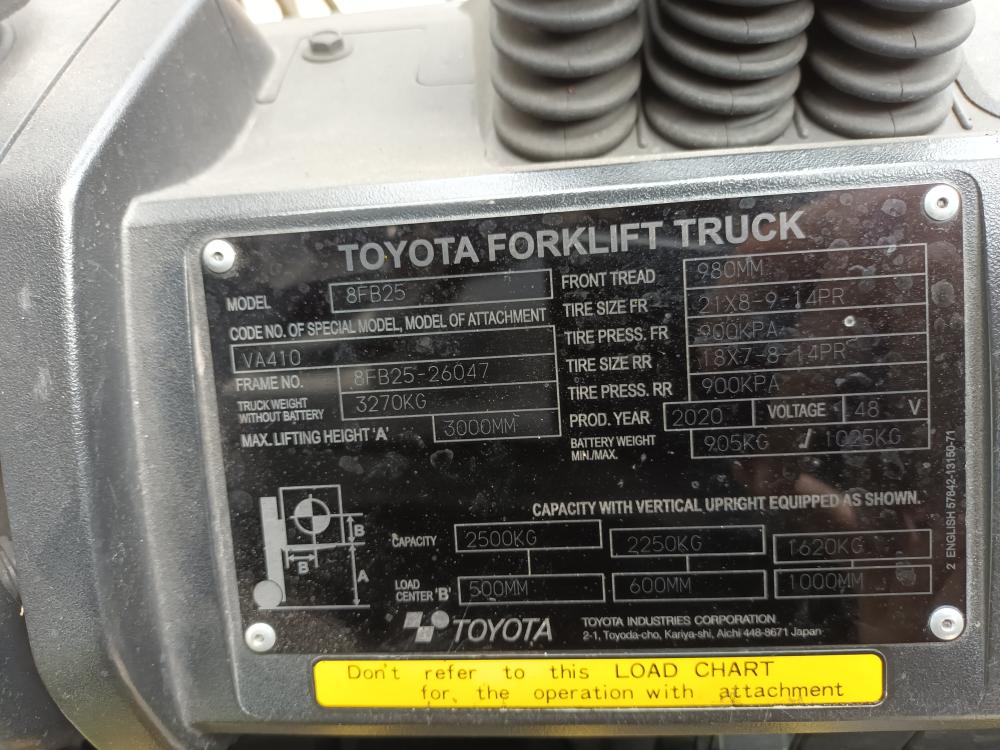 TOYOTA FORKLIFT TRUCK
MODEL 8FB25
CODE NO. OF SPECIAL MODEL, MODEL OF ATTACHMENT
VA410
FRAME NO. 8FB25-26047
TRUCK WEIGHT WITHOUT BATTERY 3270KG
MAX. LIFTING HEIGHT 'A' 3000MM
FRONT TREAD 980MM
TIRE SIZE FR 21X8-9-14PR
TIRE PRESS. FR 900KPA
TIRE SIZE RR 18X7-8-14PR
TIRE PRESS. RR 900KPA
PROD. YEAR 2020 VOLTAGE 48 V
BATTERY WEIGHT MIN./MAX. 905KG / 1025KG
CAPACITY WITH VERTICAL UPRIGHT EQUIPPED AS SHOWN.
CAPACITY 2500KG 2250KG 1620KG
LOAD CENTER 'B' 500MM 600MM 1000MM
B
B
A
TOYOTA
TOYOTA INDUSTRIES CORPORATION
2-1, Toyoda-cho, Kariya-shi, Aichi 448-8671 Japan
2 ENGLISH 57842-13150-71
Don't refer to this LOAD CHART
for the operation with attachment